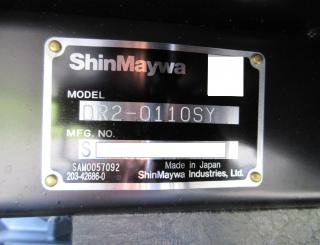 ShinMaywa
MODEL
DR2-0110SY
MFG. NO.
S
SAM0057092
203-42686-0
Made in Japan
ShinMaywa Industries, Ltd.